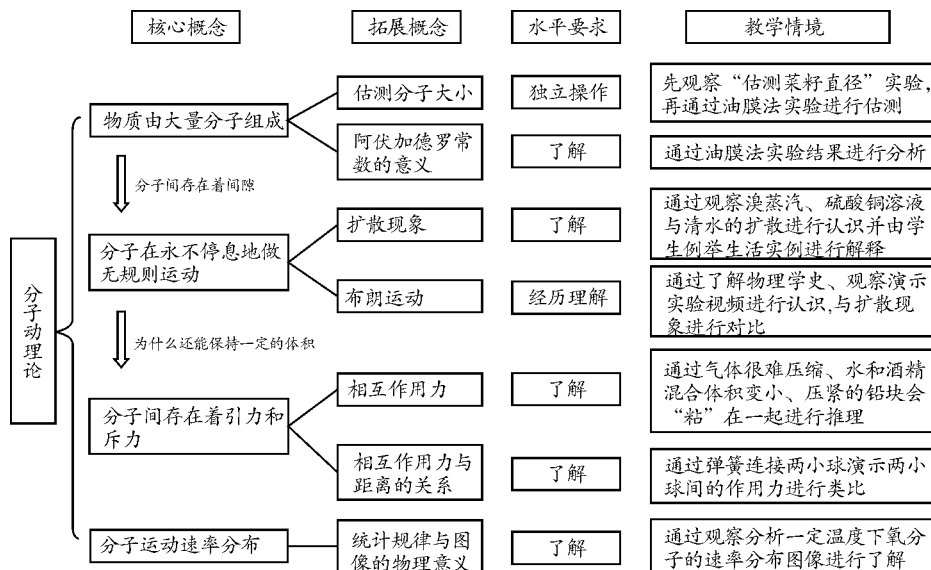 核心概念
拓展概念
水平要求
教学情境
分子动理论
物质由大量分子组成
估测分子大小
独立操作
先观察“估测菜籽直径”实验,
再通过油膜法实验进行估测
阿伏加德罗常
数的意义
了解
通过油膜法实验结果进行分析
分子间存在着间隙
分子在永不停息地做
无规则运动
扩散现象
了解
通过观察溴蒸汽、硫酸铜溶液
与清水的扩散进行认识并由学
生例举生活实例进行解释
布朗运动
经历理解
通过了解物理学史、观察演示
实验视频进行认识,与扩散现
象进行对比
为什么还能保持一定的体积
分子间存在着引力和
斥力
相互作用力
了解
通过气体很难压缩、水和酒精
混合体积变小、压紧的铅块会
“粘”在一起进行推理
相互作用力与
距离的关系
了解
通过弹簧连接两小球演示两小
球间的作用力进行类比
分子运动速率分布
统计规律与图
像的物理意义
了解
通过观察分析一定温度下氧分
子的速率分布图像进行了解